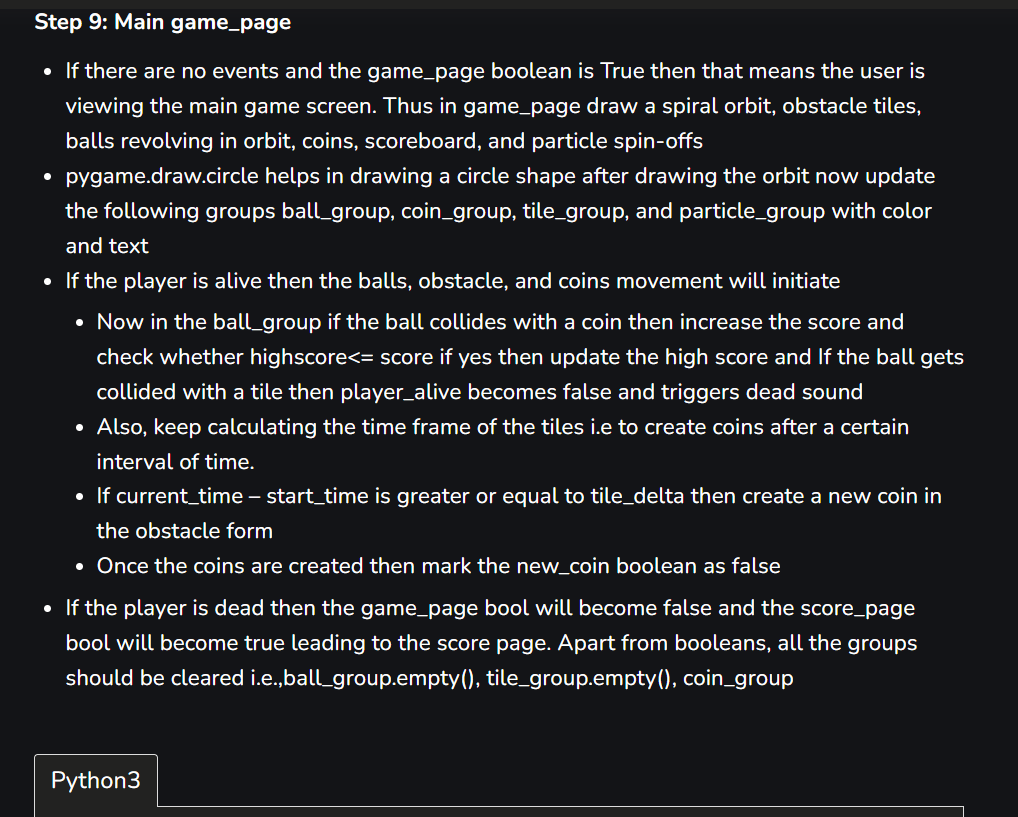 Step 9: Main game_page
• If there are no events and the game_page boolean is True then that means the user is
viewing the main game screen. Thus in game_page draw a spiral orbit, obstacle tiles,
balls revolving in orbit, coins, scoreboard, and particle spin-offs
• pygame.draw.circle helps in drawing a circle shape after drawing the orbit now update
the following groups ball_group, coin_group, tile_group, and particle_group with color
and text
• If the player is alive then the balls, obstacle, and coins movement will initiate
• Now in the ball_group if the ball collides with a coin then increase the score and
check whether highscore<= score if yes then update the high score and If the ball gets
collided with a tile then player_alive becomes false and triggers dead sound
• Also, keep calculating the time frame of the tiles i.e to create coins after a certain
interval of time.
• If current_time – start_time is greater or equal to tile_delta then create a new coin in
the obstacle form
• Once the coins are created then mark the new_coin boolean as false
• If the player is dead then the game_page bool will become false and the score_page
bool will become true leading to the score page. Apart from booleans, all the groups
should be cleared i.e.,ball_group.empty(), tile_group.empty(), coin_group
Python3